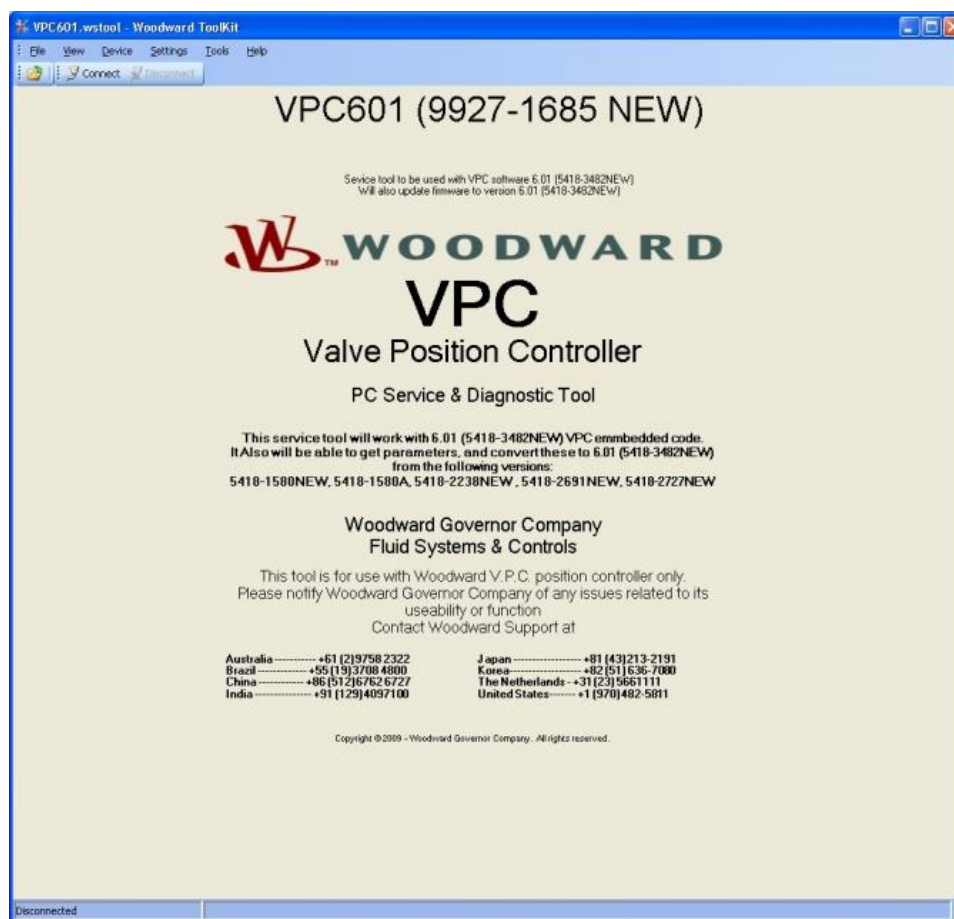 VPC601.wstool - Woodward ToolKit
File View Device Settings Tools Help
Connect Disconnect
VPC601 (9927-1685 NEW)
Sevice tool to be used with VPC software 6.01 (5418-3482NEW)
Will also update firmware to version 6.01 (5418-3482NEW)
W TM WOODWARD
VPC
Valve Position Controller
PC Service & Diagnostic Tool
This service tool will work with 6.01 (5418-3482NEW) VPC emmbedded code.
It Also will be able to get parameters, and convert these to 6.01 (5418-3482NEW)
from the following versions:
5418-1580NEW, 5418-1580A, 5418-2238NEW , 5418-2691NEW, 5418-2727NEW
Woodward Governor Company
Fluid Systems & Controls
This tool is for use with Woodward V.P.C. position controller only.
Please notify Woodward Governor Company of any issues related to its
useability or function
Contact Woodward Support at
Australia ----------- +61 (2)9758 2322
Brazil ------------- +55 (19)3708 4800
China ------------ +86 (512)6762 6727
India -------------- +91 (129)4097100
Japan ----------------- +81 (43)213-2191
Korea------------------ +82 (51)636-7080
The Netherlands - +31 (23)5661111
United States------- +1 (970)482-5811
Copyright © 2009 - Woodward Governor Company. All rights reserved.
Disconnected